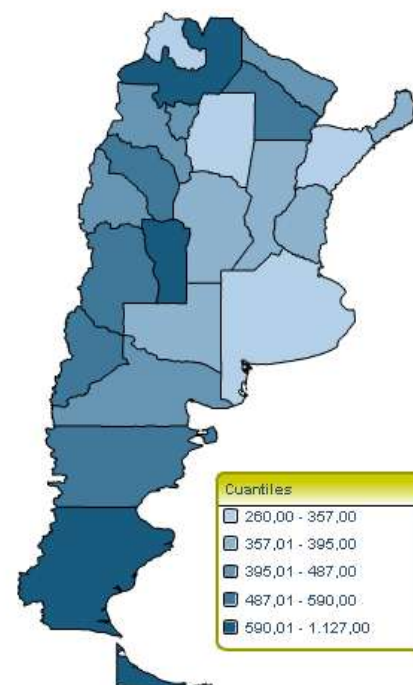 Cuantiles
260,00 - 357,00
357,01 - 395,00
395,01 - 487,00
487,01 - 590,00
590,01 - 1.127,00